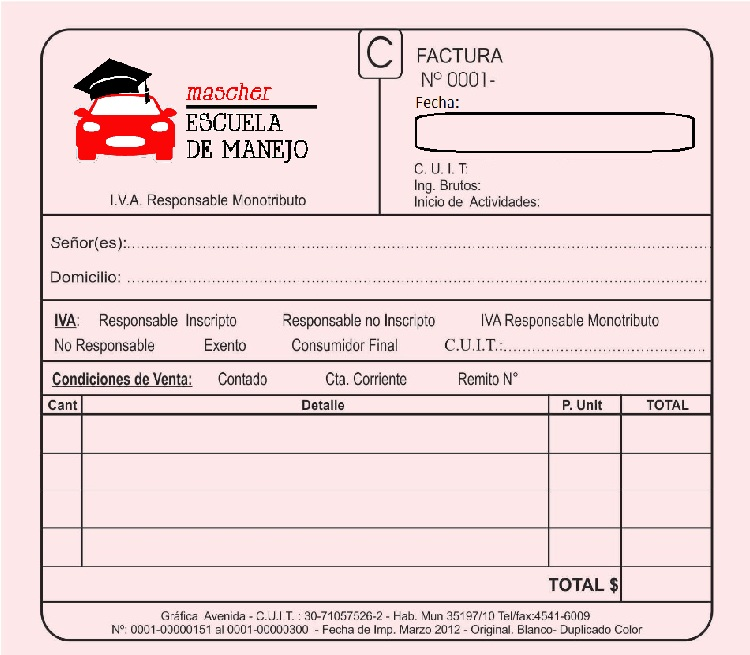 C
FACTURA
Nº 0001-
Fecha:
mascher
ESCUELA
DE MANEJO
C. U. I. T:
Ing. Brutos:
Inicio de Actividades:
I.V.A. Responsable Monotributo
Señor(es):.......................................................................................................
Domicilio: .......................................................................................................
IVA: Responsable Inscripto Responsable no Inscripto IVA Responsable Monotributo
No Responsable Exento Consumidor Final C.U.I.T.:........................................
Condiciones de Venta: Contado Cta. Corriente Remito N°
Cant Detalle P. Unit TOTAL
TOTAL $
Gráfica Avenida - C.U.I T. : 30-71057526-2 - Hab. Mun 35197/10 Tel/fax:4541-6009
Nº: 0001-00000151 al 0001-00000300 - Fecha de Imp. Marzo 2012 - Original. Blanco- Duplicado Color